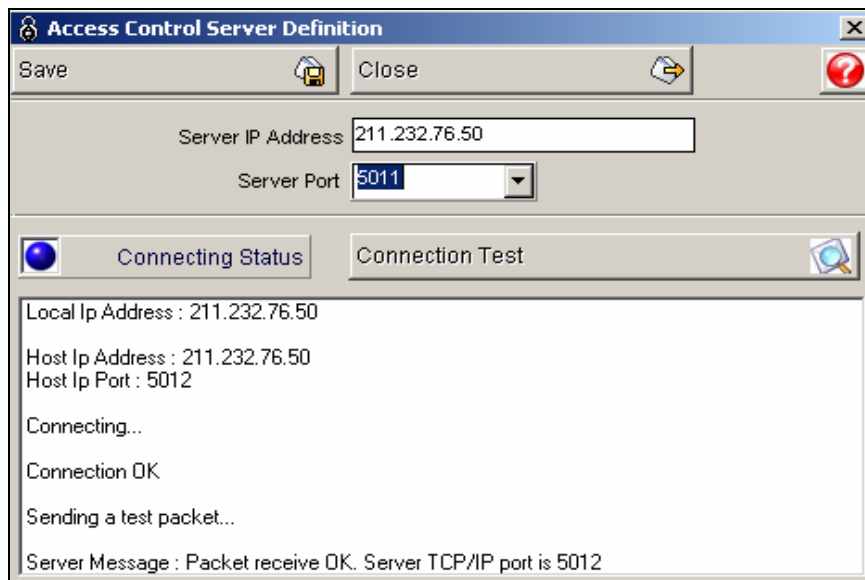 Access Control Server Definition
Save
Close
Server IP Address 211.232.76.50
Server Port 5011
Connecting Status
Connection Test
Local Ip Address : 211.232.76.50
Host Ip Address : 211.232.76.50
Host Ip Port : 5012
Connecting...
Connection OK
Sending a test packet...
Server Message : Packet receive OK. Server TCP/IP port is 5012